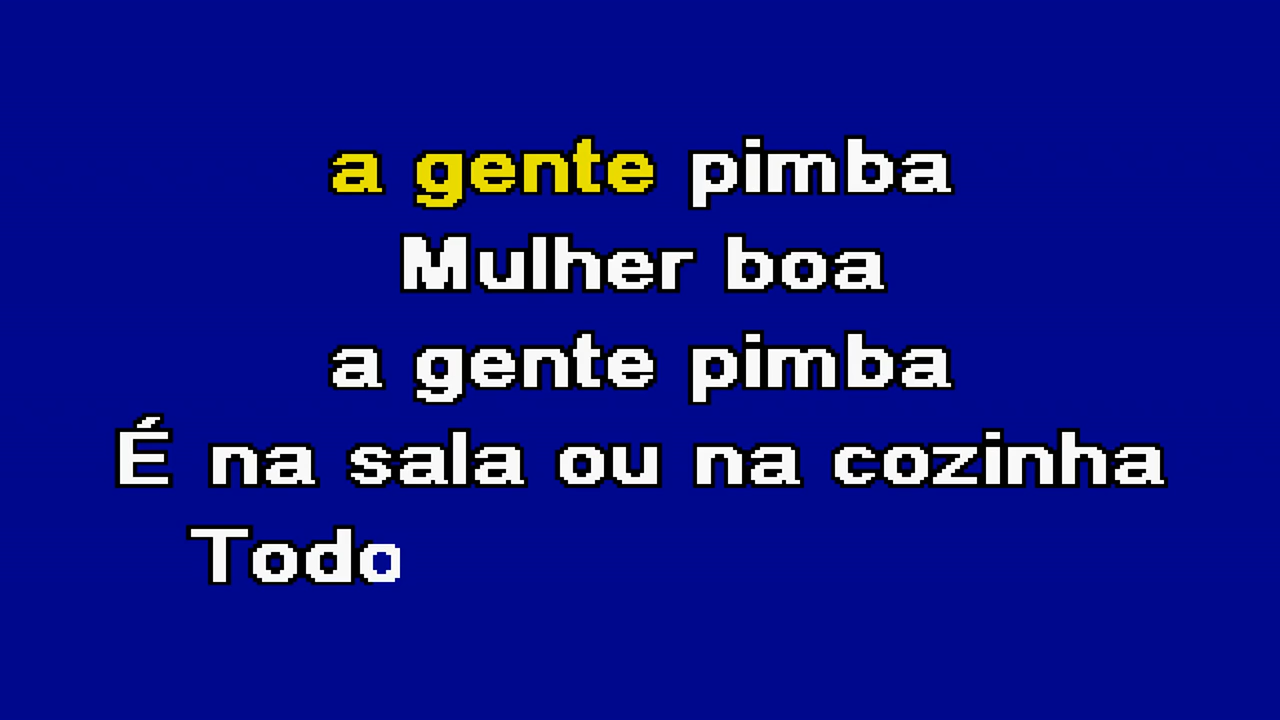 a gente pimba
Mulher boa
a gente pimba
É na sala ou na cozinha
Todo